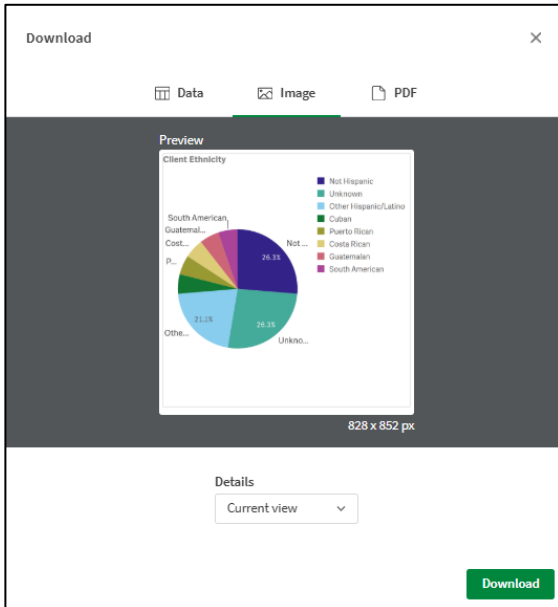 Download
Data
Image
PDF
Preview
Client Ethnicity
Not Hispanic
Unknown
Other Hispanic/Latino
Cuban
Puerto Rican
Costa Rican
Guatemalan
South American
South American
Guatemal...
Cost...
P...
Othe...
Not ...
Unkno...
26.3%
26.3%
21.1%
828 x 852 px
Details
Current view
Download